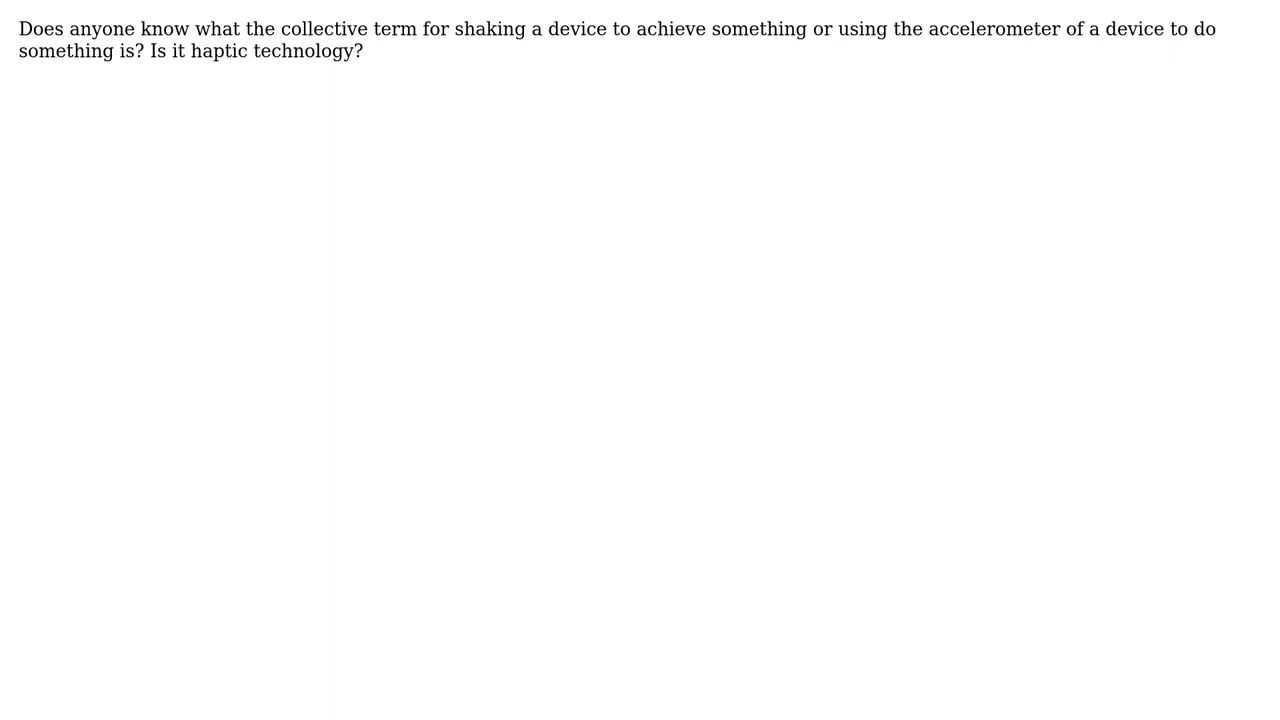 Does anyone know what the collective term for shaking a device to achieve something or using the accelerometer of a device to do
something is? Is it haptic technology?